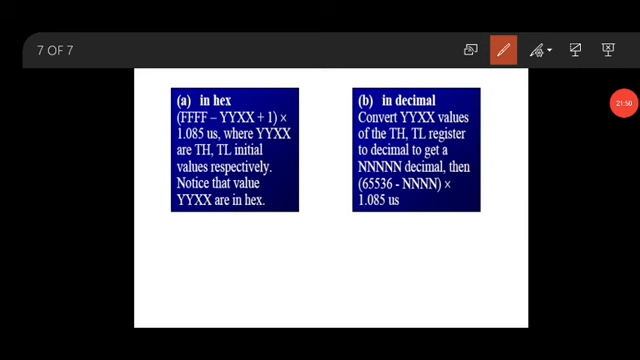 7 OF 7
21:50
(a) in hex
(FFFF – YYXX + 1) ×
1.085 us, where YYXX
are TH, TL initial
values respectively.
Notice that value
YYXX are in hex.
(b) in decimal
Convert YYXX values
of the TH, TL register
to decimal to get a
NNNNN decimal, then
(65536 - NNNN) ×
1.085 us